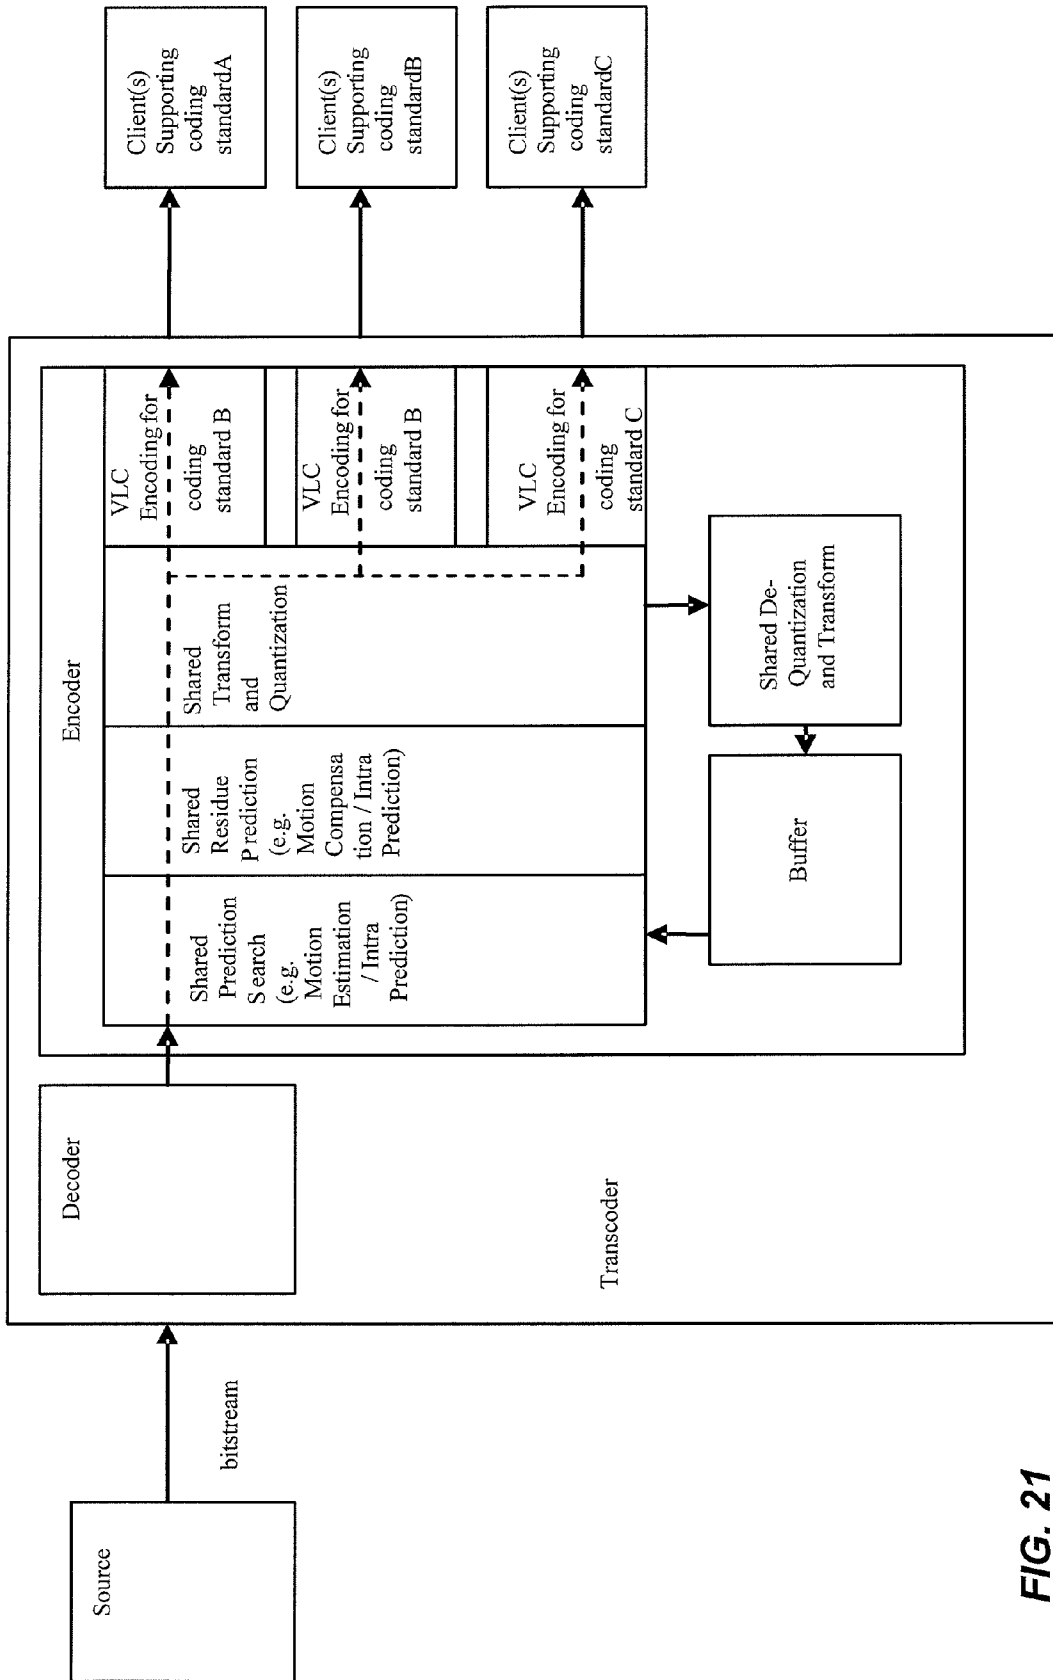 Source
bitstream
Transcoder
Decoder
Encoder
Shared
Prediction
Search
(e.g.
Motion
Estimation
/ Intra
Prediction)
Shared
Residue
Prediction
(e.g.
Motion
Compensa
tion / Intra
Prediction)
Shared
Transform
and
Quantization
VLC
Encoding for
coding
standard B
VLC
Encoding for
coding
standard B
VLC
Encoding for
coding
standard C
Buffer
Shared De-
Quantization
and Transform
Client(s)
Supporting
coding
standardA
Client(s)
Supporting
coding
standardB
Client(s)
Supporting
coding
standardC
FIG. 21